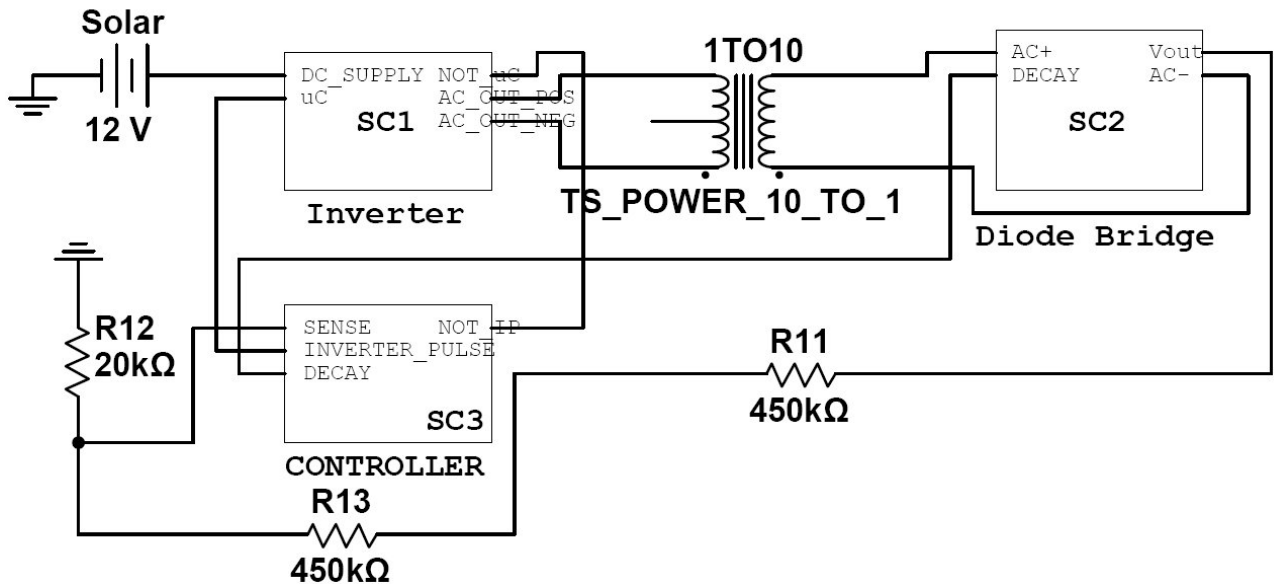 Solar
12 V
DC_SUPPLY NOT_uC
uC AC_OUT_POS
AC_OUT_NEG
SC1
Inverter
1TO10
TS_POWER_10_TO_1
AC+ Vout
DECAY AC-
SC2
Diode Bridge
R12
20kΩ
SENSE NOT_IP
INVERTER_PULSE
DECAY
SC3
CONTROLLER
R11
450kΩ
R13
450kΩ